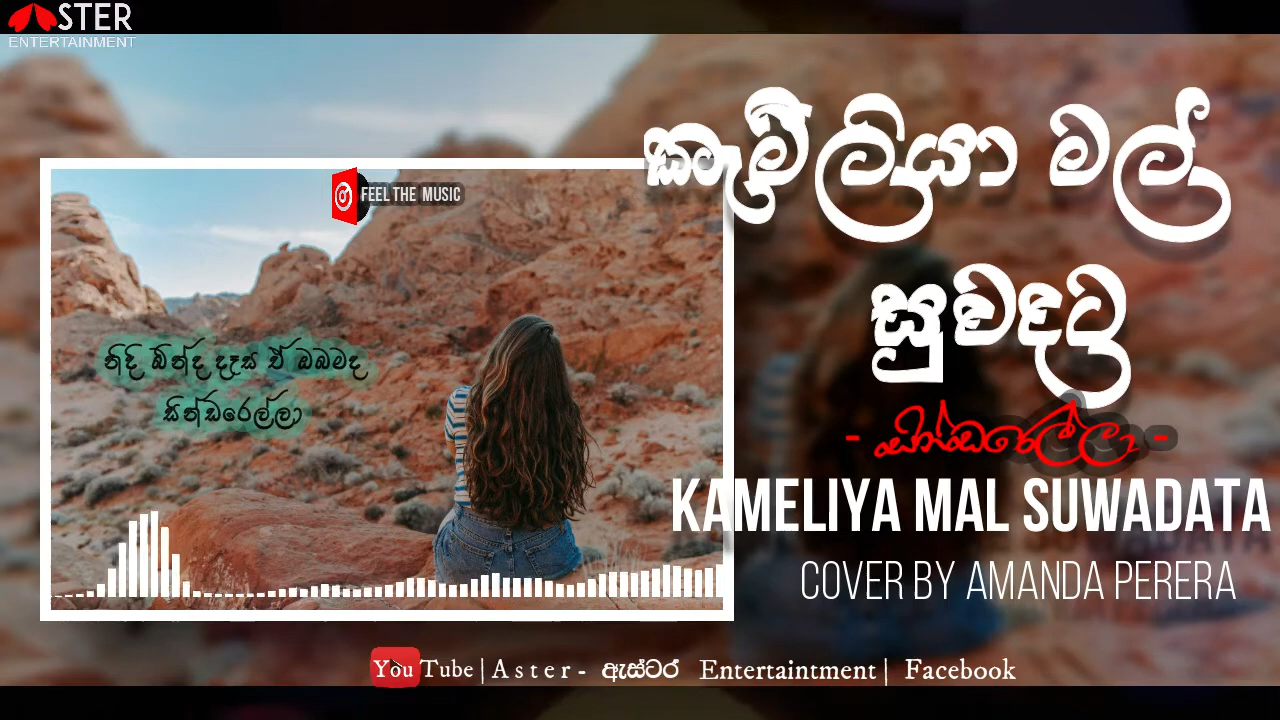 ASTER
ENTERTAINMENT
FEEL THE MUSIC
කැමිලියා මල්
සුවඳට
නිදි බින්ද දෑස ඒ ඔබමද
සින්ඩරෙල්ලා
- සින්ඩරෙල්ලා -
KAMELIYA MAL SUWADATA
COVER BY AMANDA PERERA
YouTube | Aster - ඇස්ටර් Entertaintment | Facebook